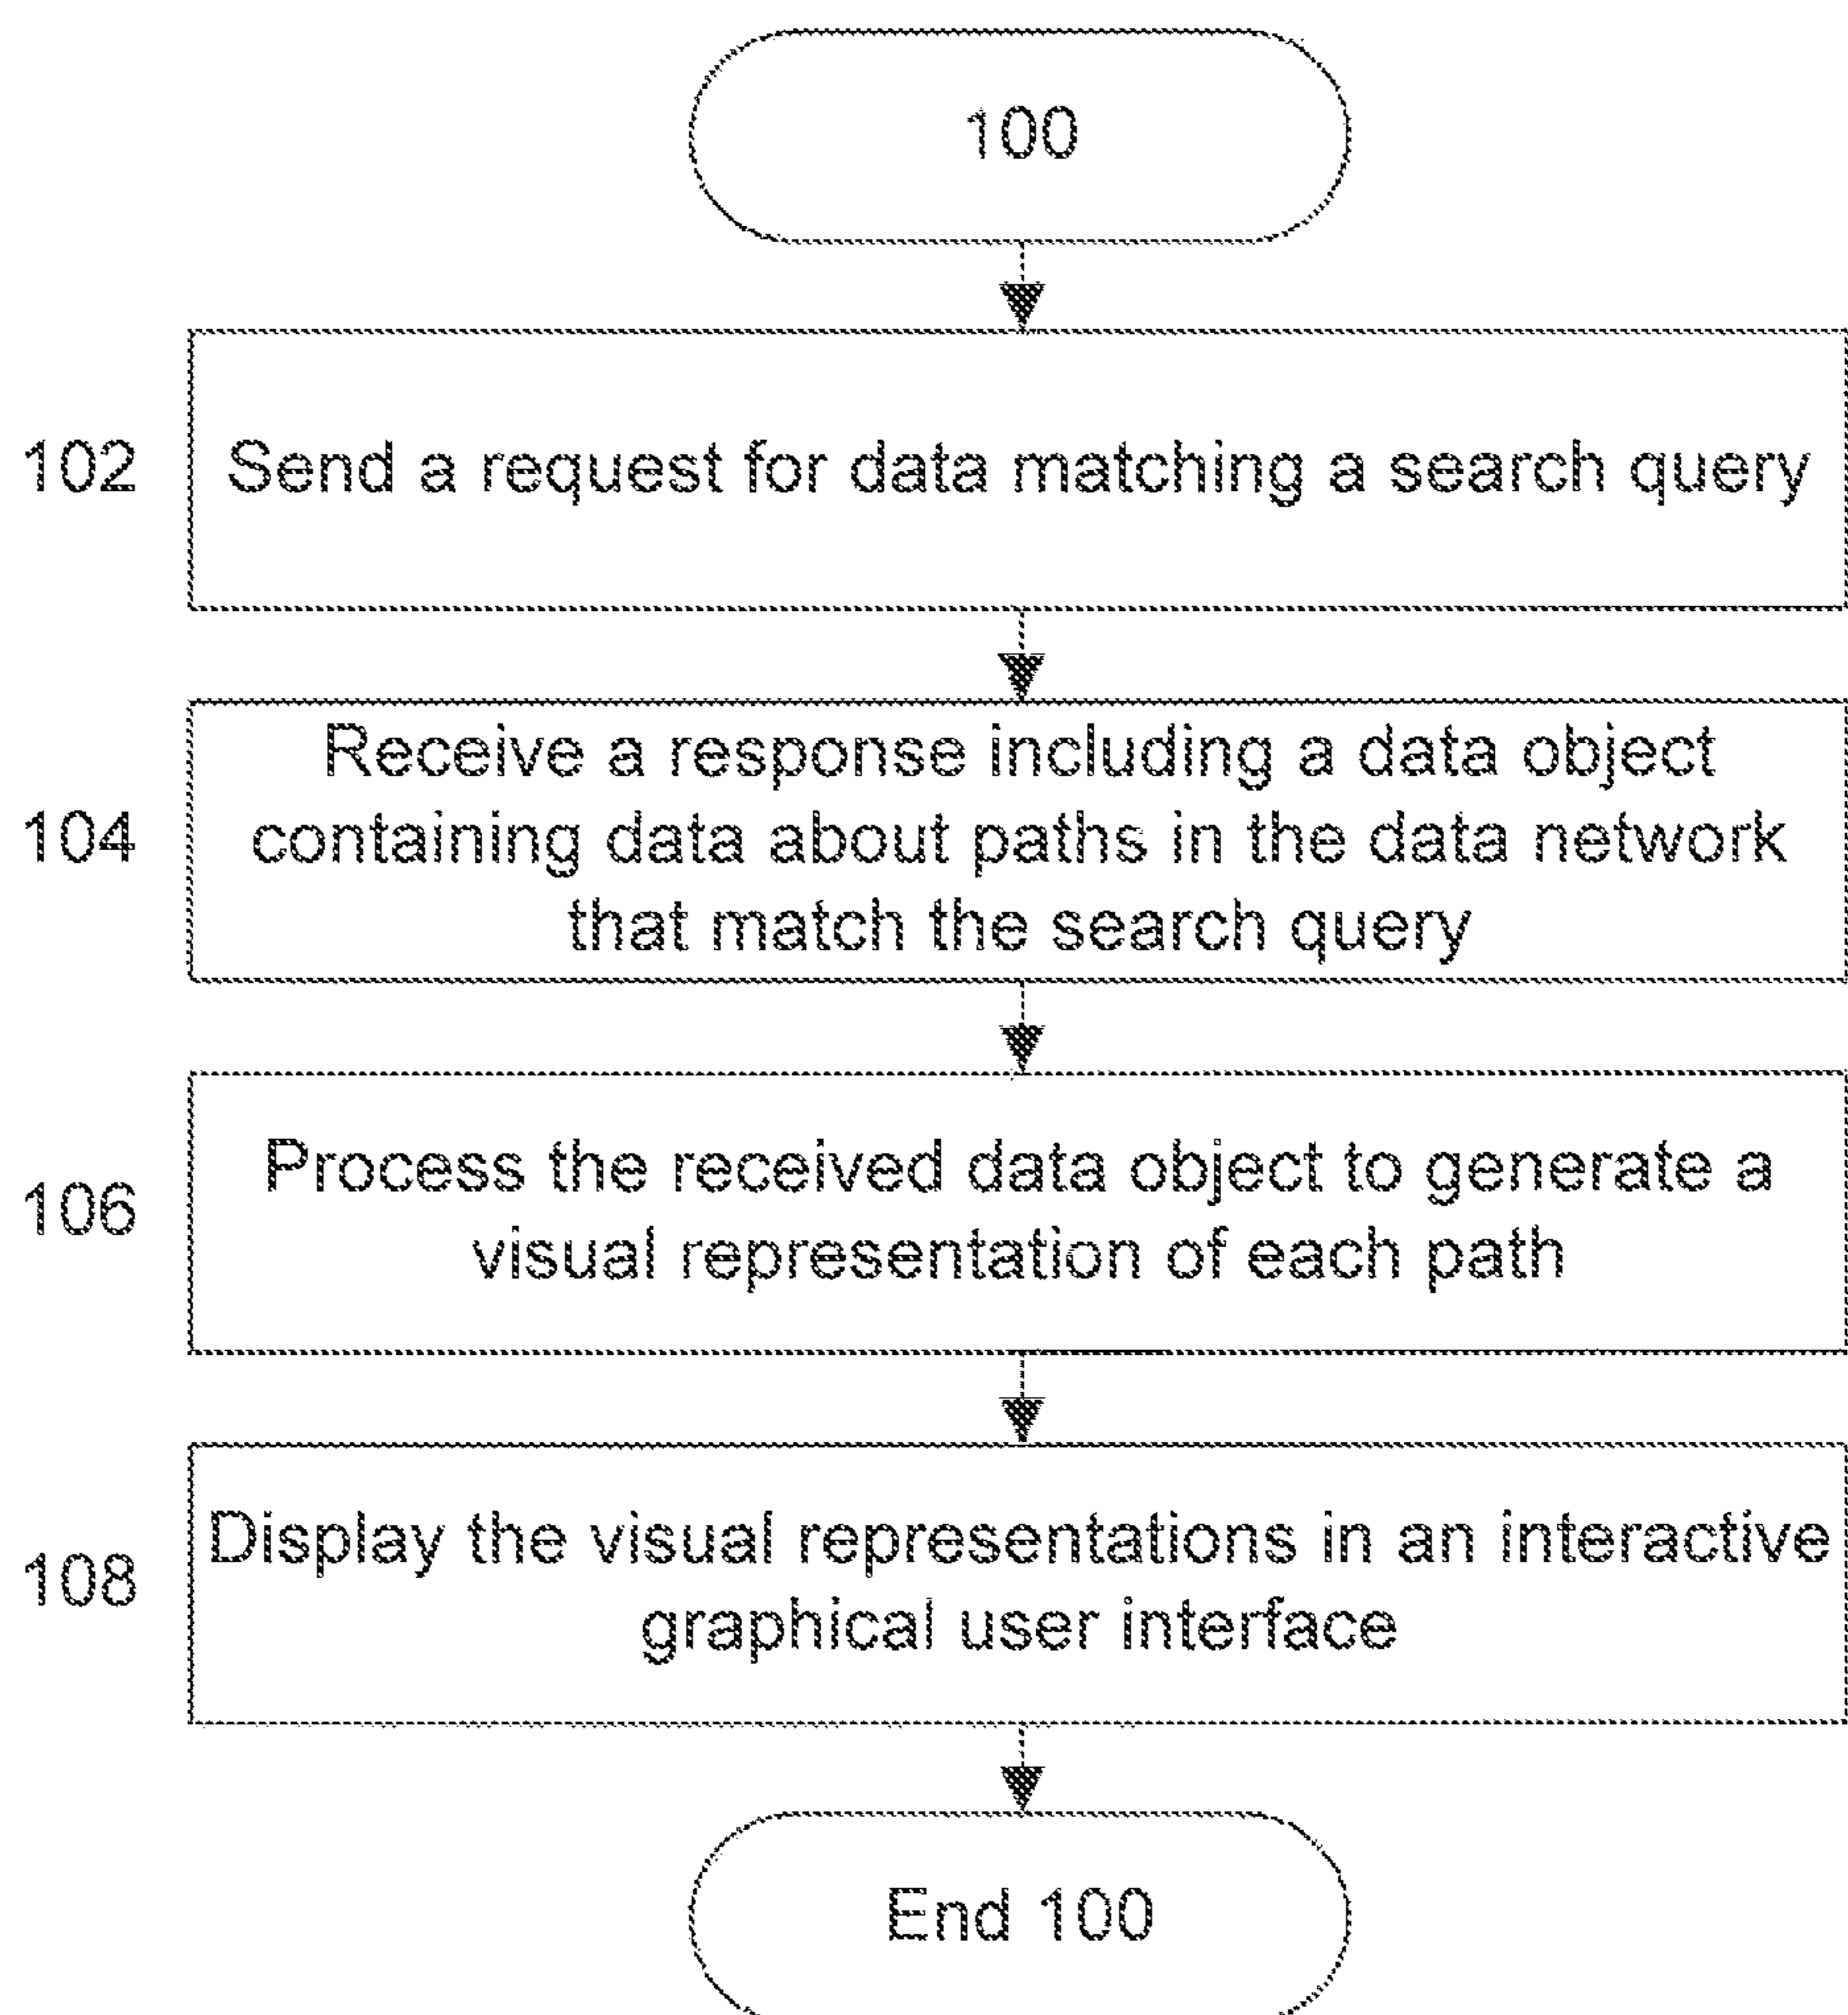 100
102
Send a request for data matching a search query
Receive a response including a data object
104
containing data about paths in the data network
that match the search query
Process the received data object to generate a
106
visual representation of each path
Display the visual representations in an interactive
108
graphical user interface
End 100